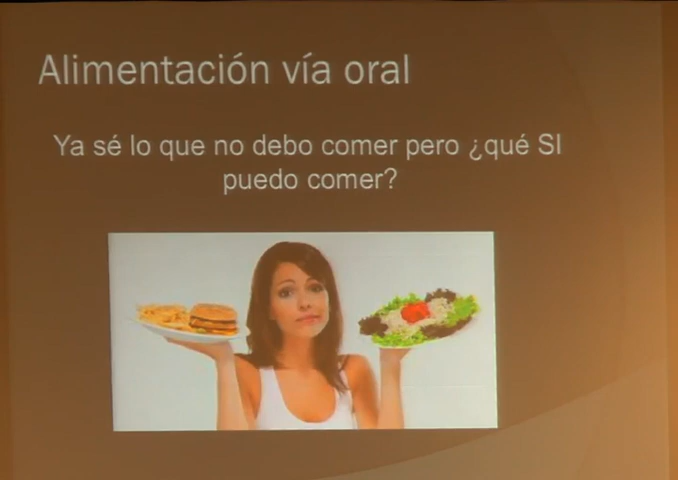 Alimentación vía oral
Ya sé lo que no debo comer pero ¿qué SI
puedo comer?